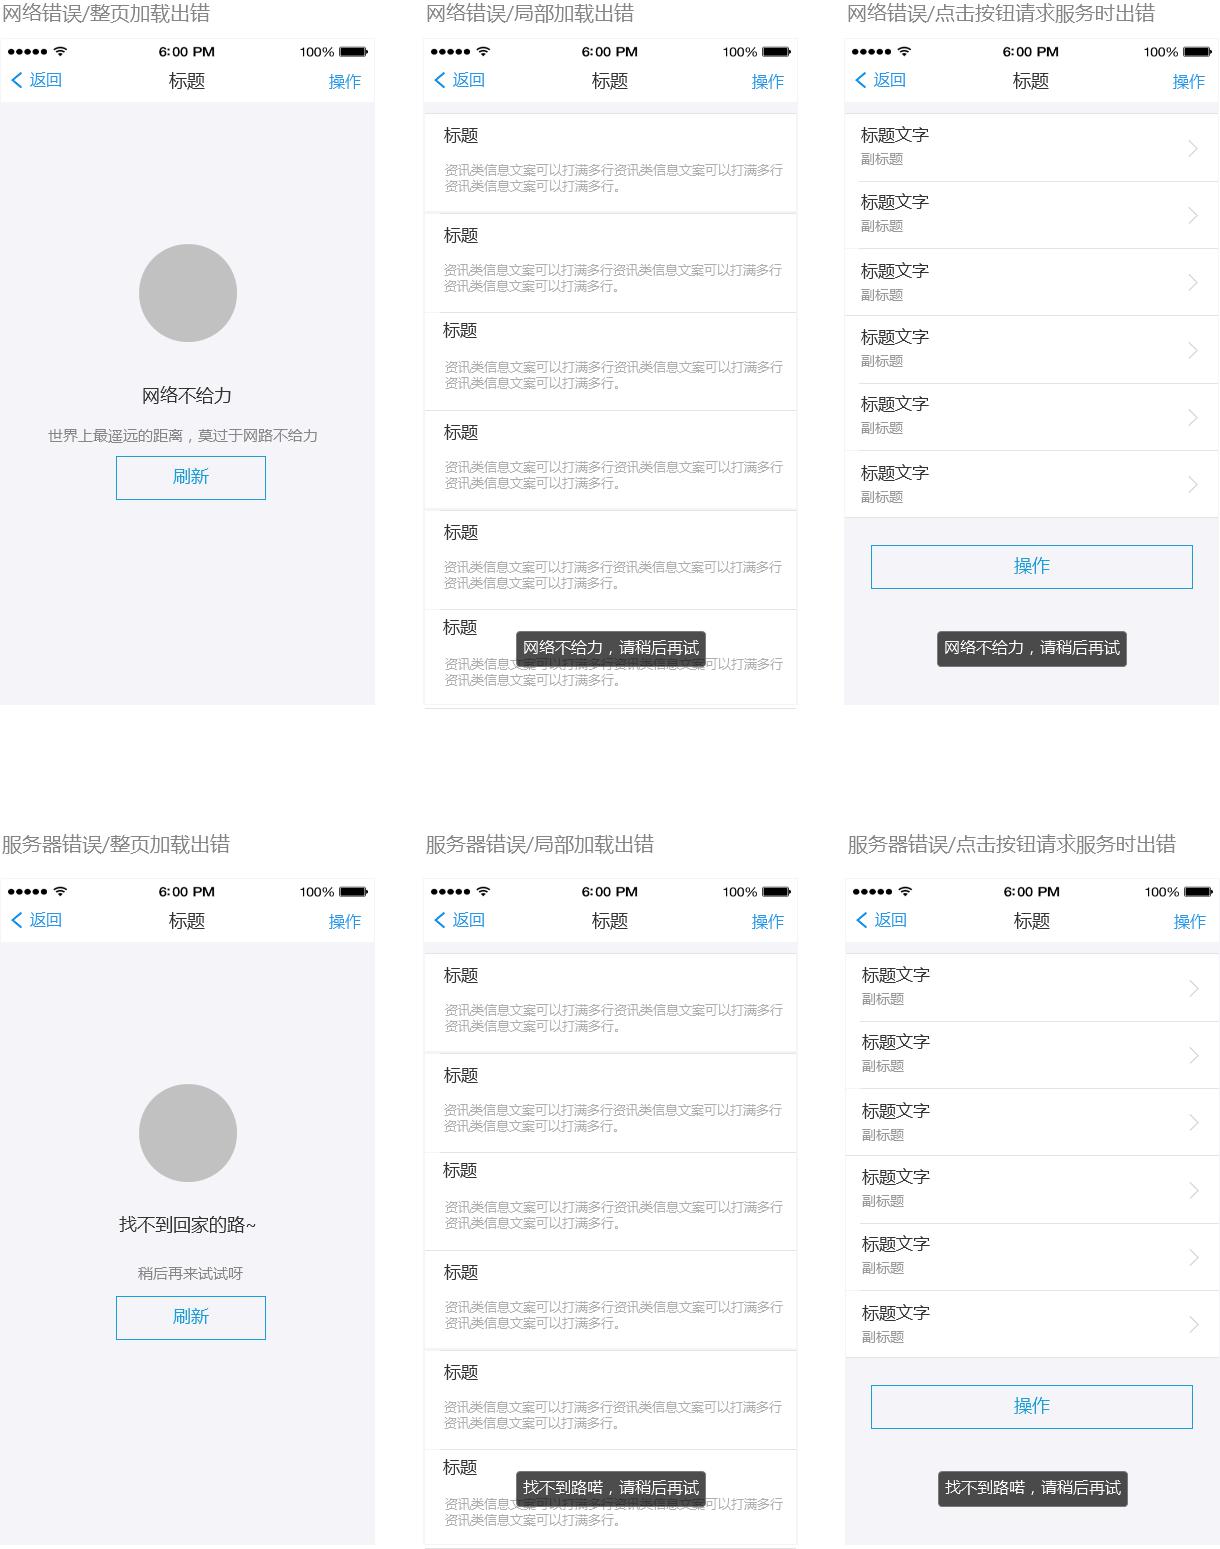 网络错误/整页加载出错
6:00 PM
100%
返回
标题
操作
网络不给力
世界上最遥远的距离，莫过于网路不给力
刷新
网络错误/局部加载出错
6:00 PM
100%
返回
标题
操作
标题
资讯类信息文案可以打满多行资讯类信息文案可以打满多行
资讯类信息文案可以打满多行。
标题
资讯类信息文案可以打满多行资讯类信息文案可以打满多行
资讯类信息文案可以打满多行。
标题
资讯类信息文案可以打满多行资讯类信息文案可以打满多行
资讯类信息文案可以打满多行。
标题
资讯类信息文案可以打满多行资讯类信息文案可以打满多行
资讯类信息文案可以打满多行。
标题
资讯类信息文案可以打满多行资讯类信息文案可以打满多行
资讯类信息文案可以打满多行。
标题
网络不给力，请稍后再试
资讯类信息文案可以打满多行资讯类信息文案可以打满多行
资讯类信息文案可以打满多行。
网络错误/点击按钮请求服务时出错
6:00 PM
100%
返回
标题
操作
标题文字
副标题
标题文字
副标题
标题文字
副标题
标题文字
副标题
标题文字
副标题
标题文字
副标题
操作
网络不给力，请稍后再试
服务器错误/整页加载出错
6:00 PM
100%
返回
标题
操作
找不到回家的路~
稍后再来试试呀
刷新
服务器错误/局部加载出错
6:00 PM
100%
返回
标题
操作
标题
资讯类信息文案可以打满多行资讯类信息文案可以打满多行
资讯类信息文案可以打满多行。
标题
资讯类信息文案可以打满多行资讯类信息文案可以打满多行
资讯类信息文案可以打满多行。
标题
资讯类信息文案可以打满多行资讯类信息文案可以打满多行
资讯类信息文案可以打满多行。
标题
资讯类信息文案可以打满多行资讯类信息文案可以打满多行
资讯类信息文案可以打满多行。
标题
资讯类信息文案可以打满多行资讯类信息文案可以打满多行
资讯类信息文案可以打满多行。
标题
找不到路喏，请稍后再试
资讯类信息文案可以打满多行资讯类信息文案可以打满多行
资讯类信息文案可以打满多行。
服务器错误/点击按钮请求服务时出错
6:00 PM
100%
返回
标题
操作
标题文字
副标题
标题文字
副标题
标题文字
副标题
标题文字
副标题
标题文字
副标题
标题文字
副标题
操作
找不到路喏，请稍后再试